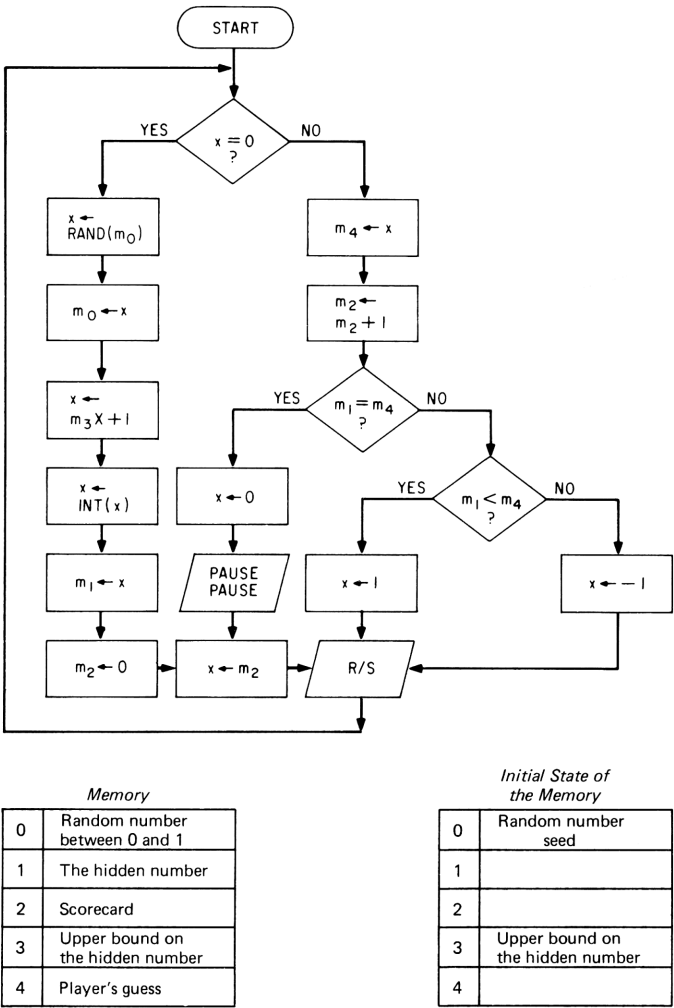 START
YES
x = 0
?
NO
x ←
RAND(m₀)
m₄ ← x
m₀ ← x
m₂ ←
m₂ + 1
x ←
m₃X + 1
YES
m₁ = m₄
?
NO
x ←
INT(x)
x ← 0
YES
m₁ < m₄
?
NO
m₁ ← x
PAUSE
PAUSE
x ← 1
x ← − 1
m₂ ← 0
x ← m₂
R/S
Memory
0 Random number
between 0 and 1
1 The hidden number
2 Scorecard
3 Upper bound on
the hidden number
4 Player's guess
Initial State of
the Memory
0 Random number
seed
1
2
3 Upper bound on
the hidden number
4